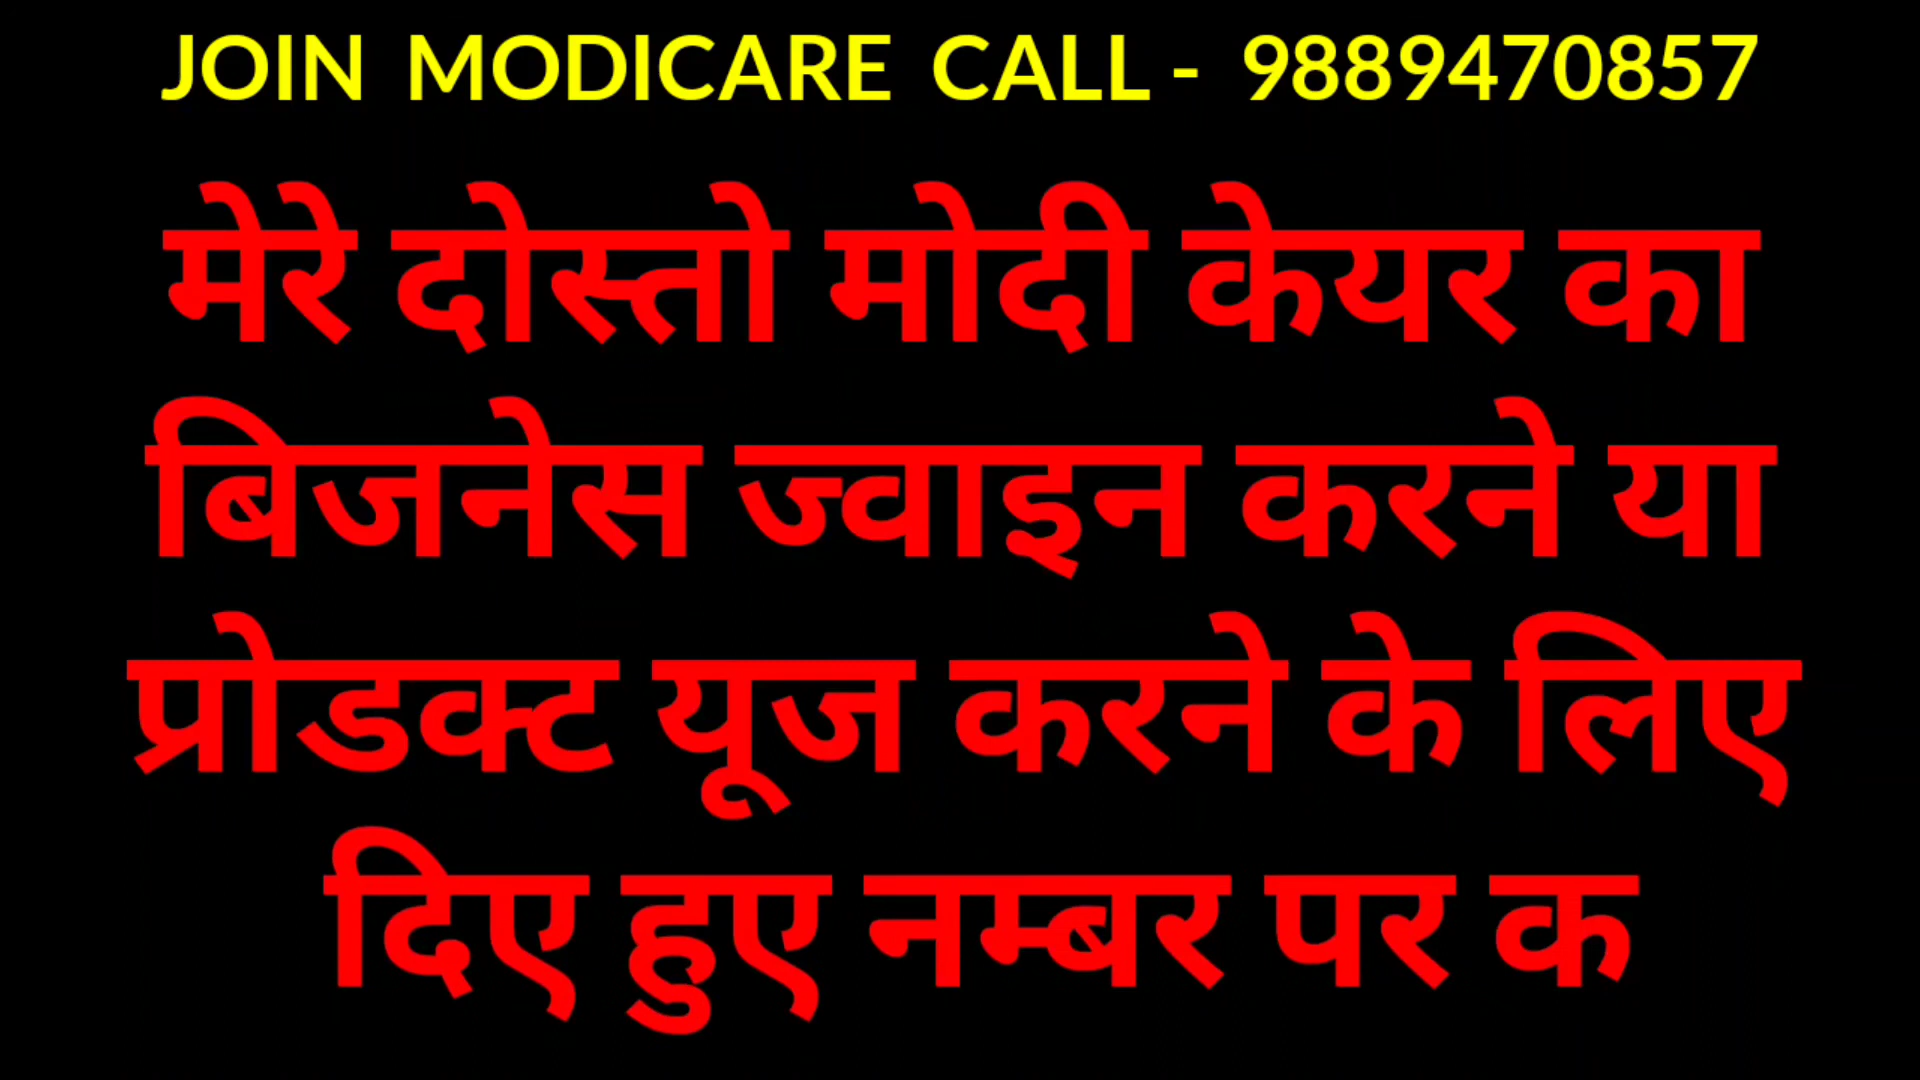 JOIN MODICARE CALL - 9889470857
मेरे दोस्तो मोदी केयर का
बिजनेस ज्वाइन करने या
प्रोडक्ट यूज करने के लिए
दिए हुए नम्बर पर क